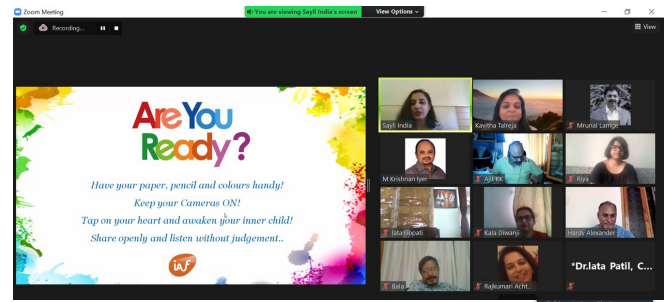 Zoom Meeting
You are viewing Sayli India's screen
View Options
Recording...
View
Are You
Ready?
Have your paper, pencil and colours handy!
Keep your Cameras ON!
Tap on your heart and awaken your inner child!
Share openly and listen without judgement..
iAF
Sayli India
Kavitha Talreja
Mrunal Lamge
M Krishnan Iyer
Ajit KK
Riya
lata Gopati
Kala Diwanji
Hardy Alexander
Bala
Rajkumari Acht...
*Dr.lata Patil, C...